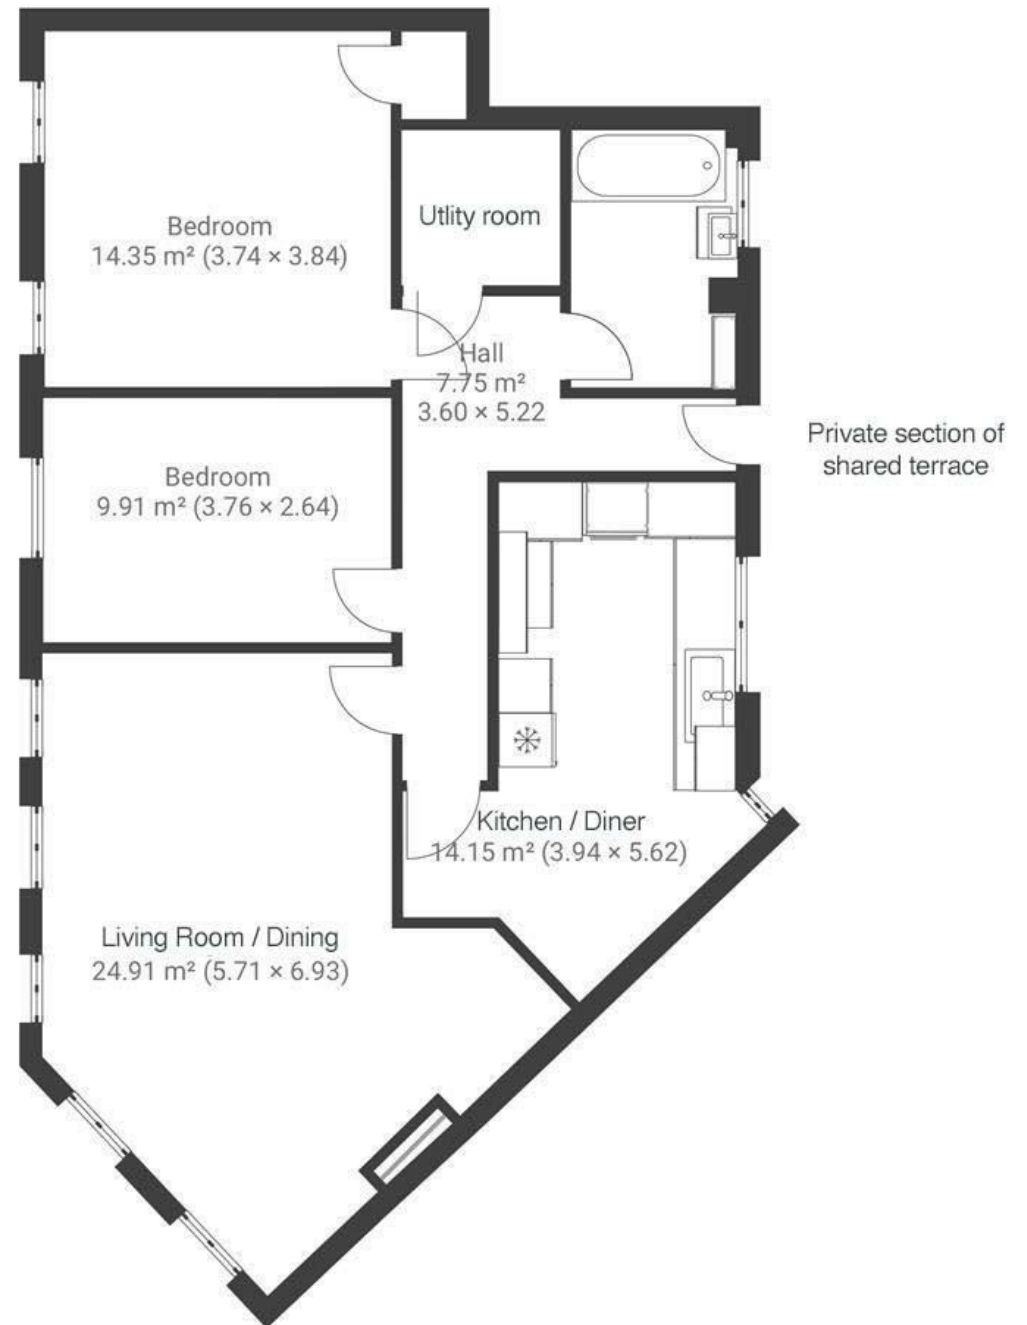 Bedroom
14.35 m² (3.74 × 3.84)
Utlity room
Hall
7.75 m²
3.60 × 5.22
Private section of
shared terrace
Bedroom
9.91 m² (3.76 × 2.64)
Kitchen / Diner
14.15 m² (3.94 × 5.62)
Living Room / Dining
24.91 m² (5.71 × 6.93)